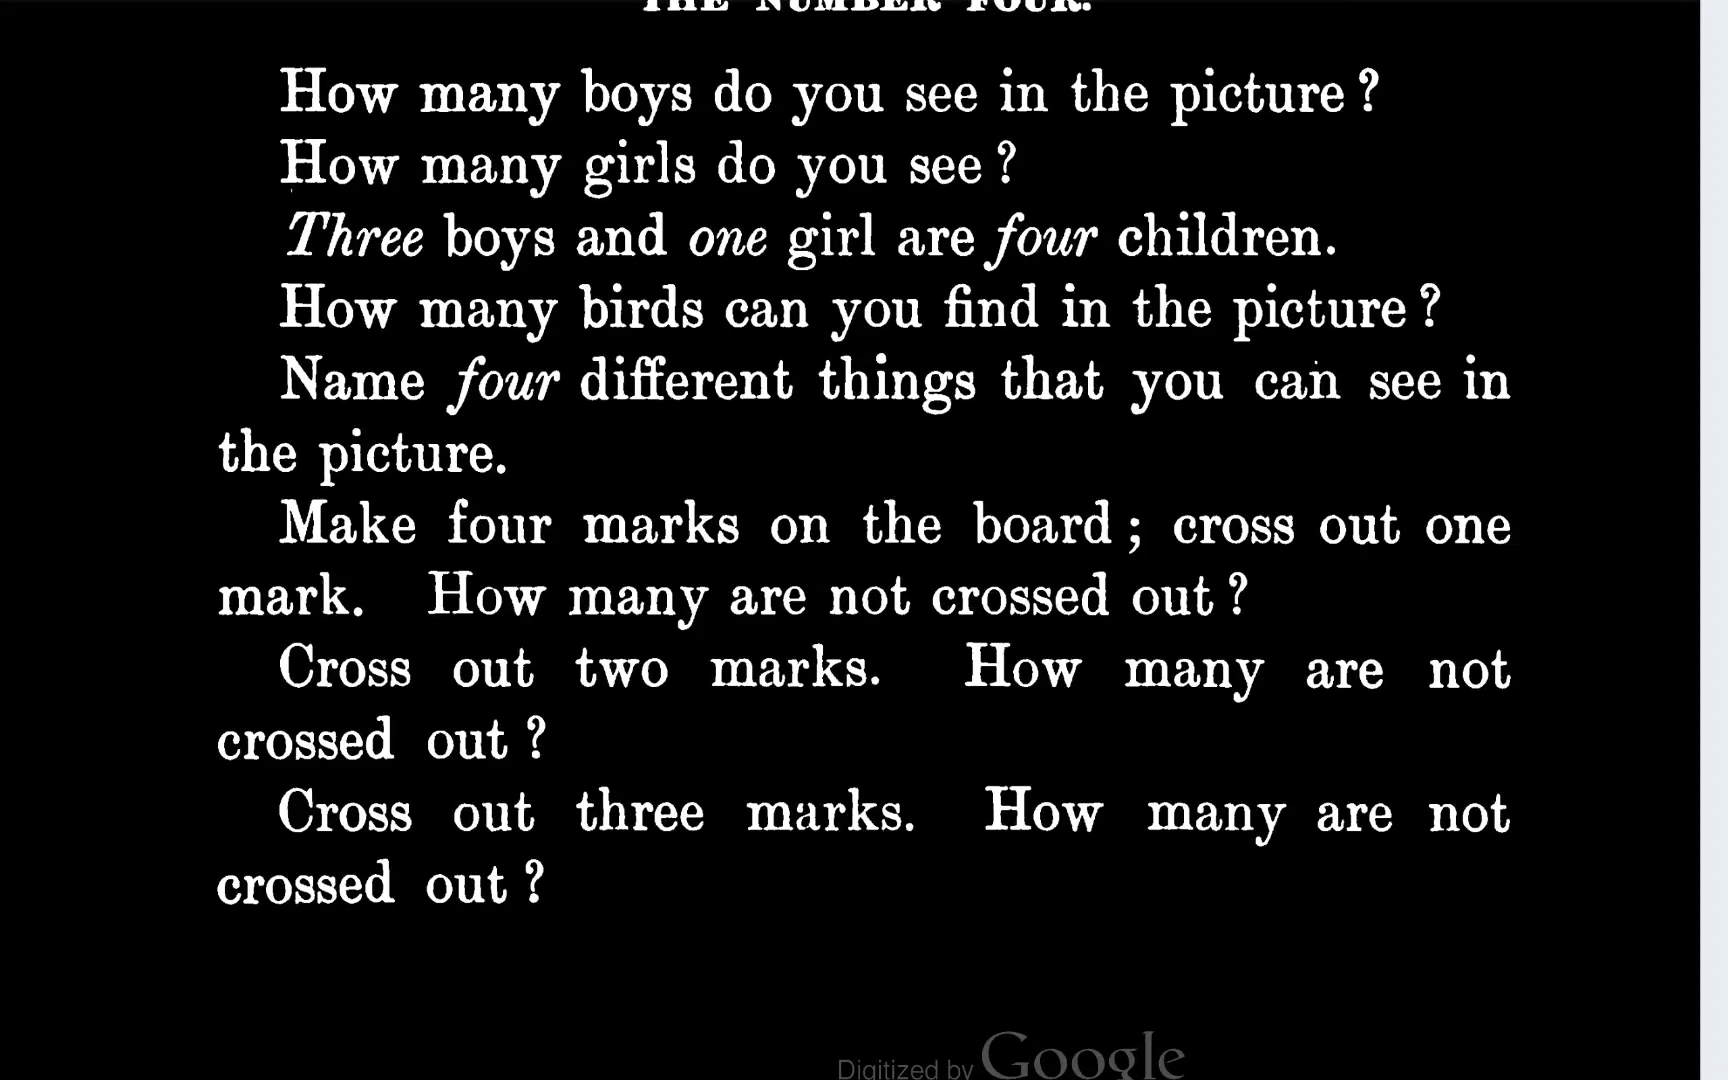 THE NUMBER FOUR.
How many boys do you see in the picture?
How many girls do you see?
Three boys and one girl are four children.
How many birds can you find in the picture?
Name four different things that you can see in
the picture.
Make four marks on the board; cross out one
mark. How many are not crossed out?
Cross out two marks. How many are not
crossed out?
Cross out three marks. How many are not
crossed out?
Digitized by Google